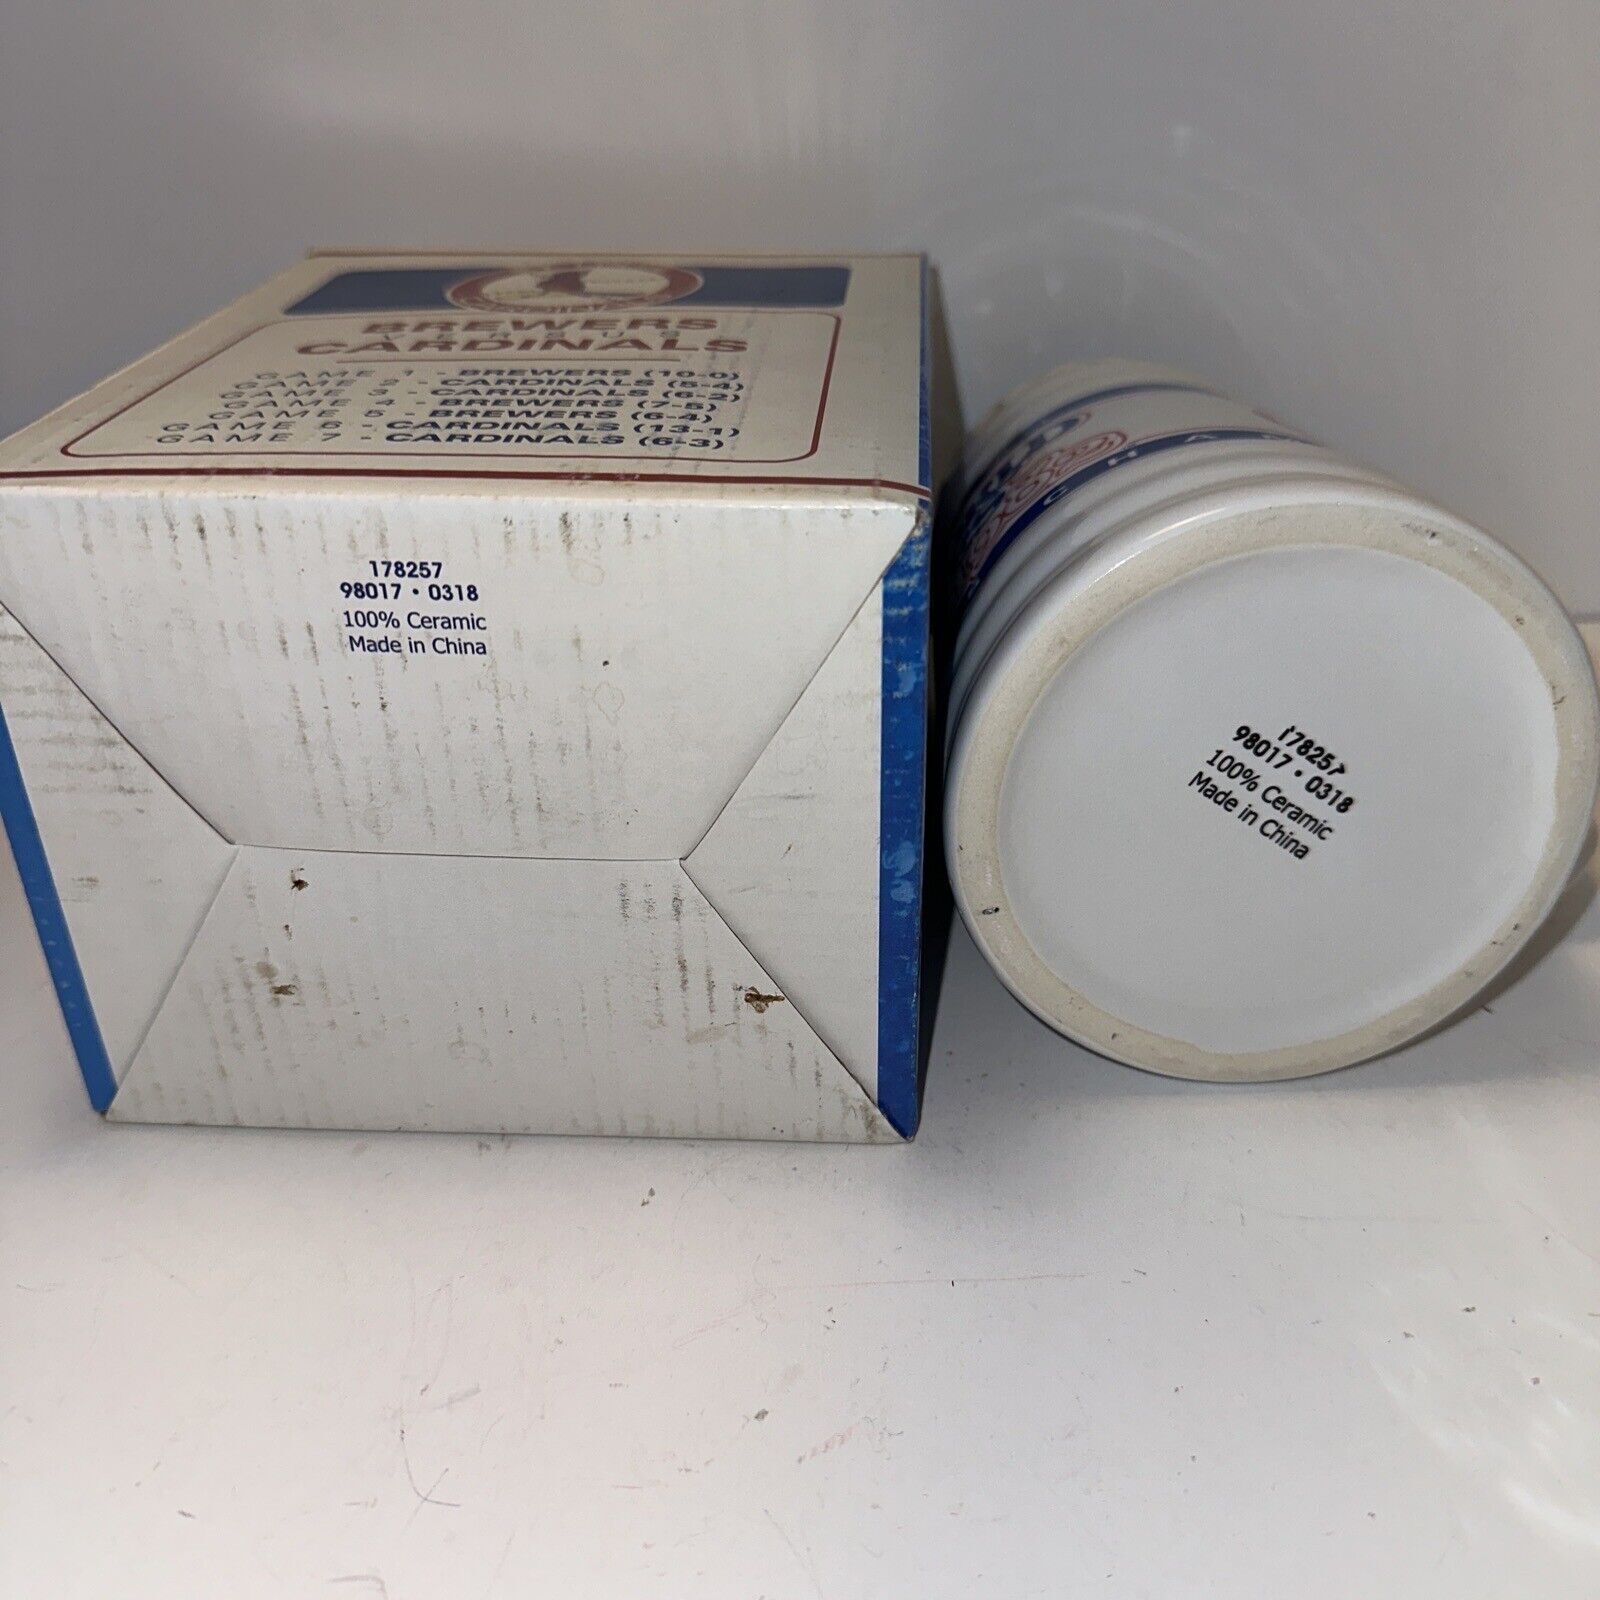 BREWERS
VERSUS
CARDINALS
GAME 1 - BREWERS (10-0)
GAME 2 - CARDINALS (5-4)
GAME 3 - CARDINALS (6-2)
GAME 4 - BREWERS (7-5)
GAME 5 - BREWERS (6-4)
GAME 6 - CARDINALS (13-1)
GAME 7 - CARDINALS (6-3)
178257
98017 • 0318
100% Ceramic
Made in China
178257
98017 • 0318
100% Ceramic
Made in China